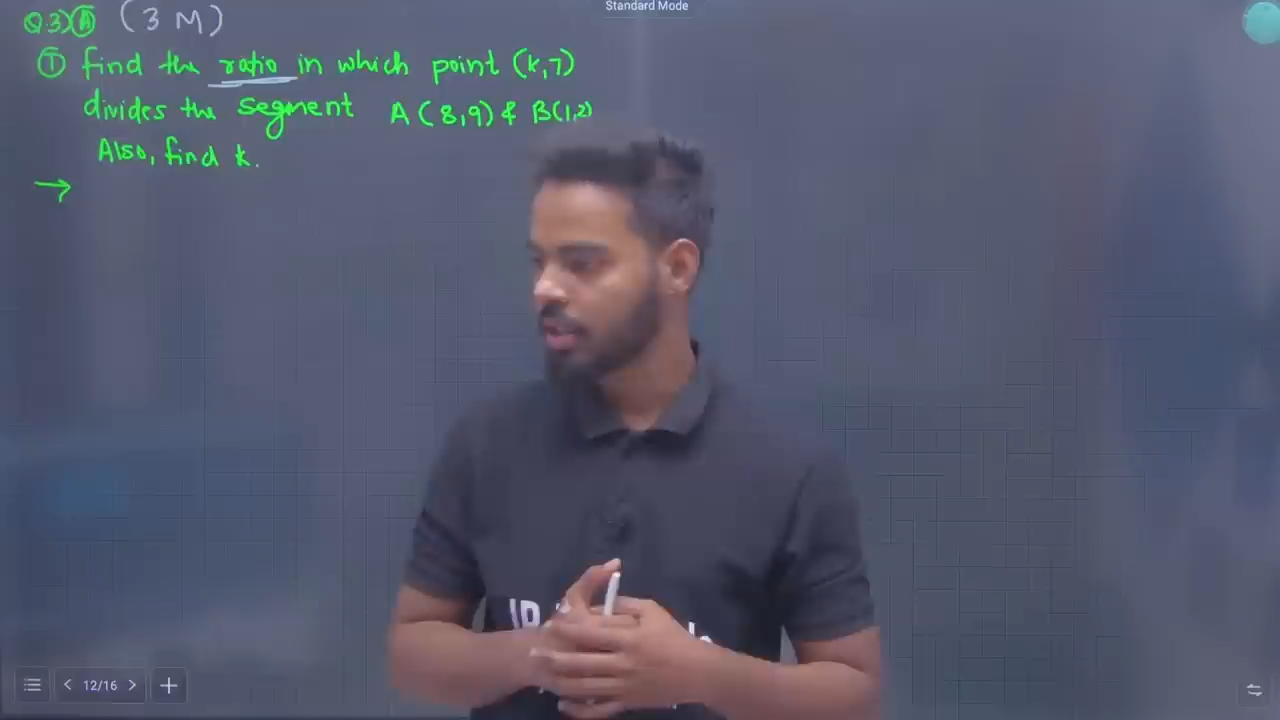 Standard Mode
Q.3) A (3 M)
① find the ratio in which point (k,7)
divides the segment A(8,9) & B(1,2)
Also, find k.
→
12/16